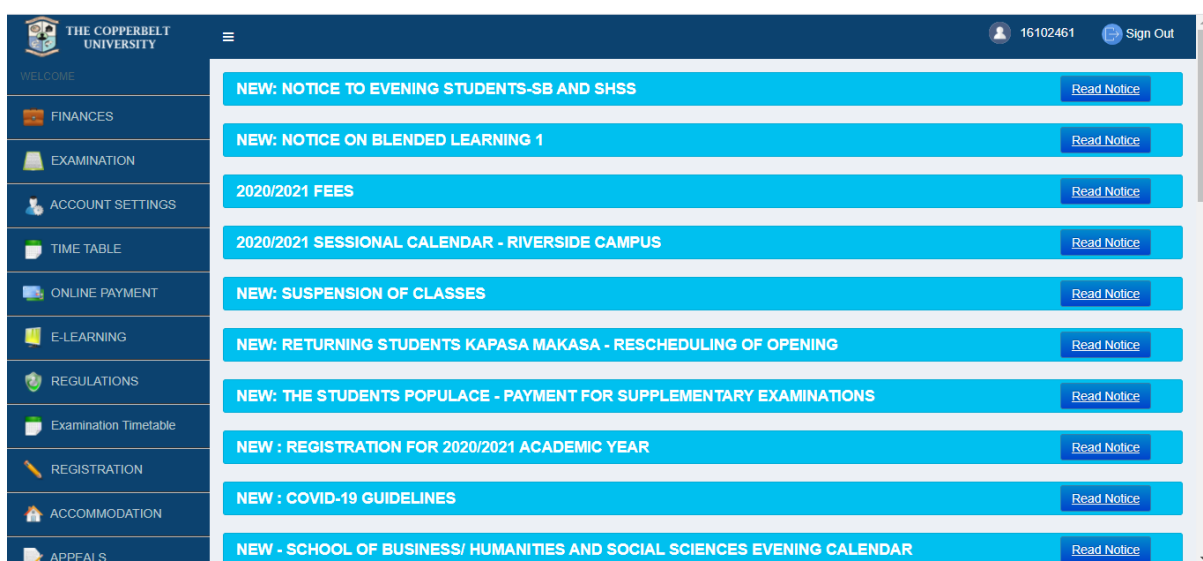 THE COPPERBELT
UNIVERSITY
16102461
Sign Out
WELCOME
FINANCES
EXAMINATION
ACCOUNT SETTINGS
TIME TABLE
ONLINE PAYMENT
E-LEARNING
REGULATIONS
Examination Timetable
REGISTRATION
ACCOMMODATION
APPEALS
NEW: NOTICE TO EVENING STUDENTS-SB AND SHSS Read Notice
NEW: NOTICE ON BLENDED LEARNING 1 Read Notice
2020/2021 FEES Read Notice
2020/2021 SESSIONAL CALENDAR - RIVERSIDE CAMPUS Read Notice
NEW: SUSPENSION OF CLASSES Read Notice
NEW: RETURNING STUDENTS KAPASA MAKASA - RESCHEDULING OF OPENING Read Notice
NEW: THE STUDENTS POPULACE - PAYMENT FOR SUPPLEMENTARY EXAMINATIONS Read Notice
NEW : REGISTRATION FOR 2020/2021 ACADEMIC YEAR Read Notice
NEW : COVID-19 GUIDELINES Read Notice
NEW - SCHOOL OF BUSINESS/ HUMANITIES AND SOCIAL SCIENCES EVENING CALENDAR Read Notice